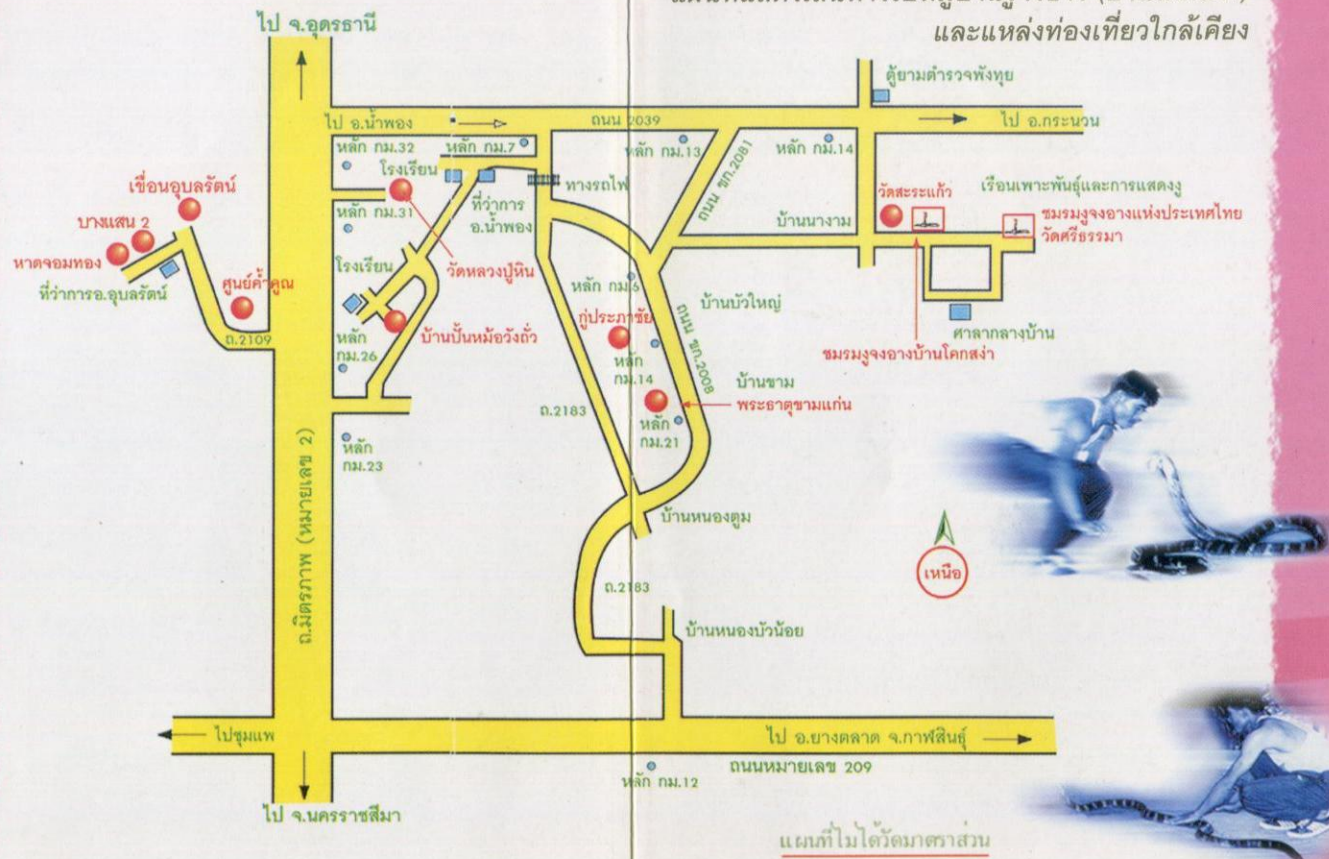 และแหล่งท่องเที่ยวใกล้เคียง
ไป จ.อุดรธานี
ตู้ยามตำรวจพังทุย
ไป อ.น้ำพอง
ถนน 2039
ไป อ.กระนวน
หลัก กม.32
หลัก กม.7
หลัก กม.13
หลัก กม.14
ถนน ขก.2081
โรงเรียน
ทางรถไฟ
เขื่อนอุบลรัตน์
วัดสะระแก้ว
เรือนเพาะพันธุ์และการแสดงงู
หลัก กม.31
ที่ว่าการ
อ.น้ำพอง
บ้านนางาม
ชมรมงูจงอางแห่งประเทศไทย
วัดศรีธรรมา
บางแสน 2
หาดจอมทอง
ที่ว่าการอ.อุบลรัตน์
ศูนย์ค้ำคูณ
โรงเรียน
วัดหลวงปู่หิน
หลัก กม.6
บ้านบัวใหญ่
ถ.2109
หลัก
กม.26
บ้านปั้นหม้อวังถั่ว
กู่ประภาชัย
ถนน ขก.2008
ศาลากลางบ้าน
ชมรมงูจงอางบ้านโคกสง่า
หลัก
กม.14
บ้านขาม
พระธาตุขามแก่น
ถ.2183
หลัก
กม.21
หลัก
กม.23
ถ.มิตรภาพ (หมายเลข 2)
บ้านหนองตูม
เหนือ
ถ.2183
บ้านหนองบัวน้อย
ไปชุมแพ
ไป อ.ยางตลาด จ.กาฬสินธุ์
ถนนหมายเลข 209
หลัก กม.12
ไป จ.นครราชสีมา
แผนที่ไม่ได้วัดมาตราส่วน